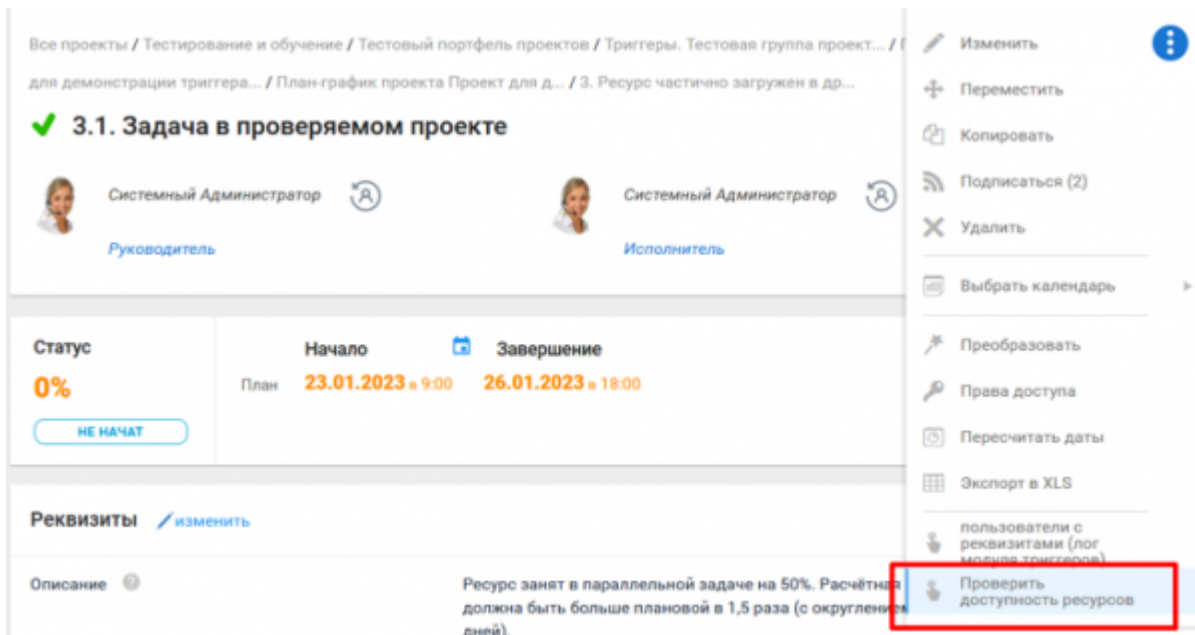 Все проекты / Тестирование и обучение / Тестовый портфель проектов / Триггеры. Тестовая группа проект... /
для демонстрации триггера... / План-график проекта Проект для д... / 3. Ресурс частично загружен в др...
3.1. Задача в проверяемом проекте
Системный Администратор
Руководитель
Системный Администратор
Исполнитель
Статус
0%
НЕ НАЧАТ
Начало
Завершение
План 23.01.2023 в 9:00 26.01.2023 в 18:00
Реквизиты изменить
Описание
Ресурс занят в параллельной задаче на 50%. Расчётная
должна быть больше плановой в 1,5 раза (с округлением
дней).
Изменить
Переместить
Копировать
Подписаться (2)
Удалить
Выбрать календарь
Преобразовать
Права доступа
Пересчитать даты
Экспорт в XLS
пользователи с
реквизитами (лог
модуля триггеров)
Проверить
доступность ресурсов